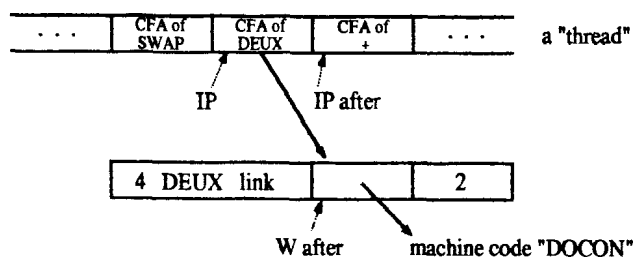 . . . CFA of SWAP CFA of DEUX CFA of + . . . a "thread"
IP IP after
4 DEUX link 2
W after machine code "DOCON"